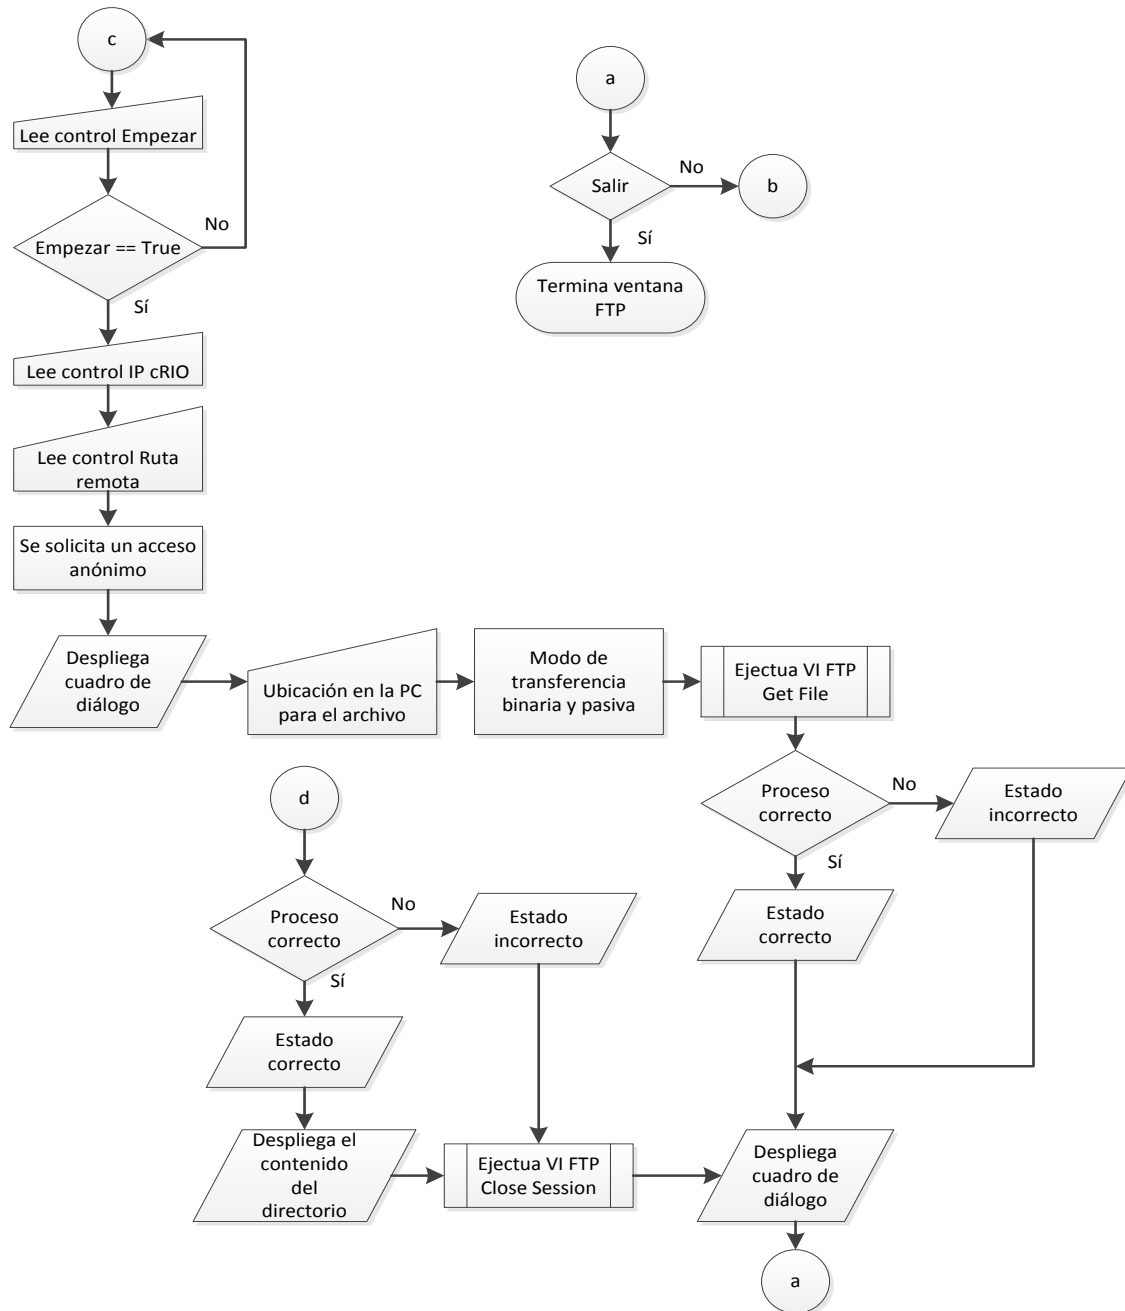 c
Lee control Empezar
Empezar == True
No
Sí
Lee control IP cRIO
Lee control Ruta
remota
Se solicita un acceso
anónimo
Despliega
cuadro de
diálogo
Ubicación en la PC
para el archivo
Modo de
transferencia
binaria y pasiva
Ejectua VI FTP
Get File
Proceso
correcto
No
Estado
incorrecto
Sí
Estado
correcto
a
Salir
No
b
Sí
Termina ventana
FTP
d
Proceso
correcto
No
Estado
incorrecto
Sí
Estado
correcto
Despliega el
contenido
del
directorio
Ejectua VI FTP
Close Session
Despliega
cuadro de
diálogo
a